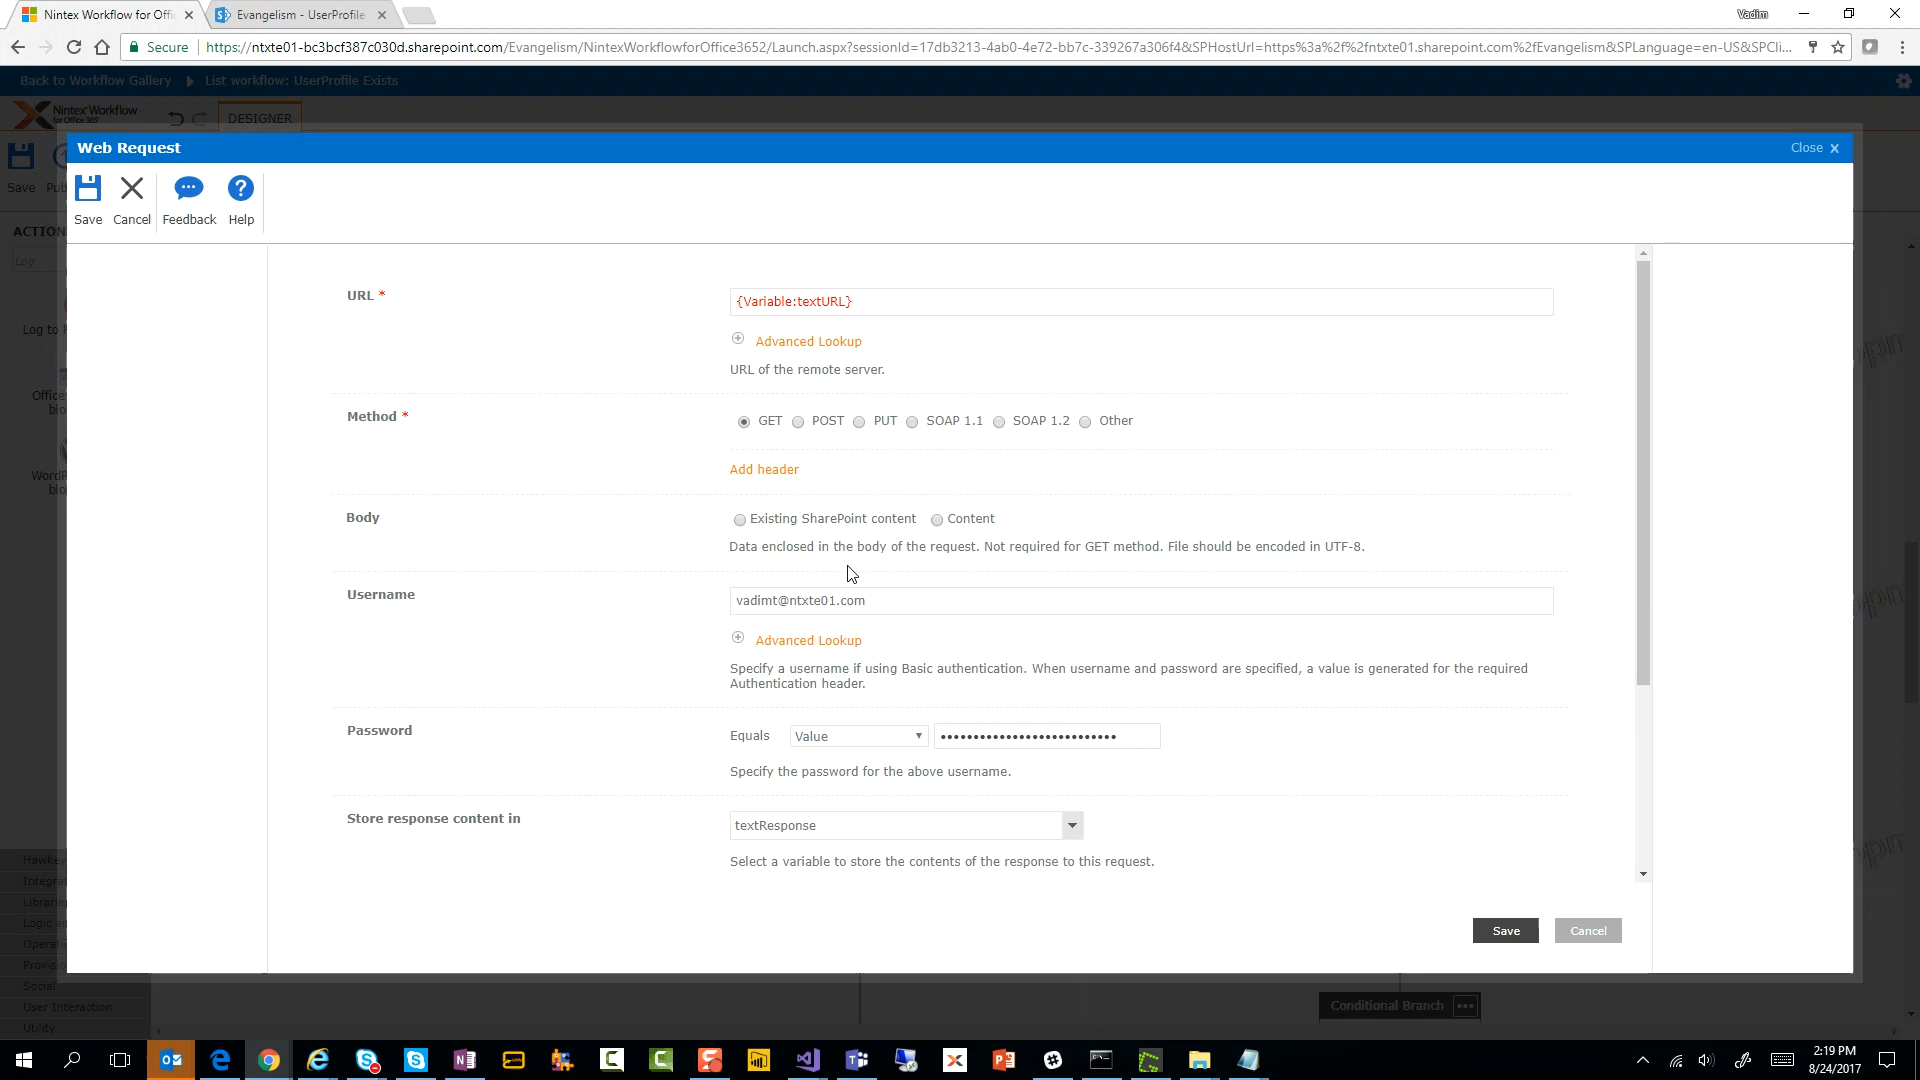 Nintex Workflow for Offi
Evangelism - UserProfile
Vadim
Secure
https://ntxte01-bc3bcf387c030d.sharepoint.com/Evangelism/NintexWorkflowforOffice3652/Launch.aspx?sessionId=17db3213-4ab0-4e72-bb7c-339267a306f4&SPHostUrl=https%3a%2f%2fntxte01.sharepoint.com%2fEvangelism&SPLanguage=en-US&SPCli...
Back to Workflow Gallery
List workflow: UserProfile Exists
Nintex Workflow
for Office 365
DESIGNER
Save
Pub
ACTION
Log
Log to H
Office
blo
WordP
blo
Web Request
Close x
Save
Cancel
Feedback
Help
URL *
{Variable:textURL}
Advanced Lookup
URL of the remote server.
Method *
GET POST PUT SOAP 1.1 SOAP 1.2 Other
Add header
Body
Existing SharePoint content Content
Data enclosed in the body of the request. Not required for GET method. File should be encoded in UTF-8.
Username
vadimt@ntxte01.com
Advanced Lookup
Specify a username if using Basic authentication. When username and password are specified, a value is generated for the required
Authentication header.
Password
Equals
Value
Specify the password for the above username.
Store response content in
textResponse
Select a variable to store the contents of the response to this request.
Save
Cancel
Hawkey
Integra
Libraries
Logic an
Operat
Provisio
Social
User Interaction
Utility
Conditional Branch
2:19 PM
8/24/2017